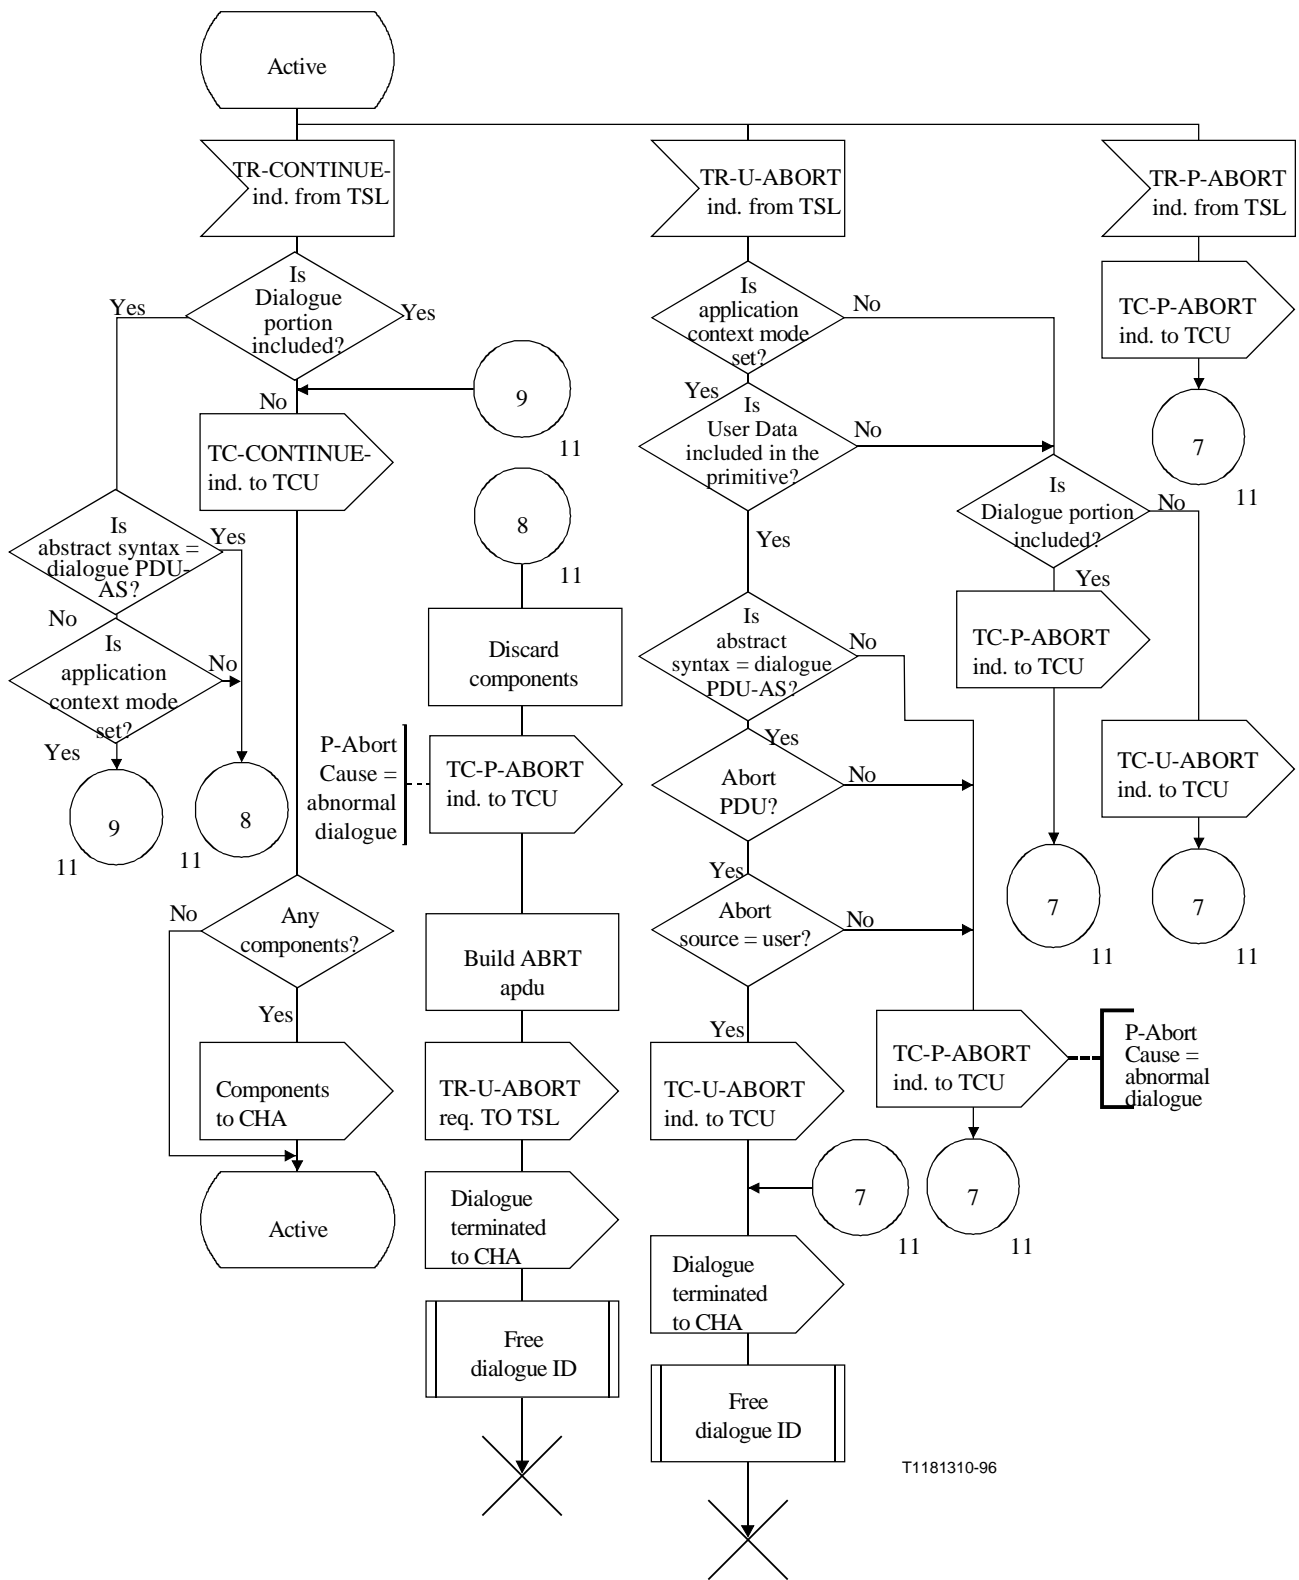 Active
TR-CONTINUE-
ind. from TSL
TR-U-ABORT
ind. from TSL
TR-P-ABORT
ind. from TSL
Is
Dialogue
portion
included?
Yes
Yes
No
9
11
TC-CONTINUE-
ind. to TCU
8
11
Is
abstract syntax =
dialogue PDU-
AS?
Yes
No
Is
application
context mode
set?
No
Yes
9
11
8
11
Any
components?
No
Yes
Components
to CHA
Active
Discard
components
P-Abort
Cause =
abnormal
dialogue
TC-P-ABORT
ind. to TCU
Build ABRT
apdu
TR-U-ABORT
req. TO TSL
Dialogue
terminated
to CHA
Free
dialogue ID
Is
application
context mode
set?
No
Yes
Is
User Data
included in the
primitive?
No
Yes
Is
abstract
syntax = dialogue
PDU-AS?
No
Yes
Abort
PDU?
No
Yes
Abort
source = user?
No
Yes
TC-U-ABORT
ind. to TCU
7
11
Dialogue
terminated
to CHA
Free
dialogue ID
Is
Dialogue portion
included?
No
Yes
TC-P-ABORT
ind. to TCU
7
11
TC-U-ABORT
ind. to TCU
7
11
TC-P-ABORT
ind. to TCU
P-Abort
Cause =
abnormal
dialogue
7
11
TC-P-ABORT
ind. to TCU
7
11
T1181310-96